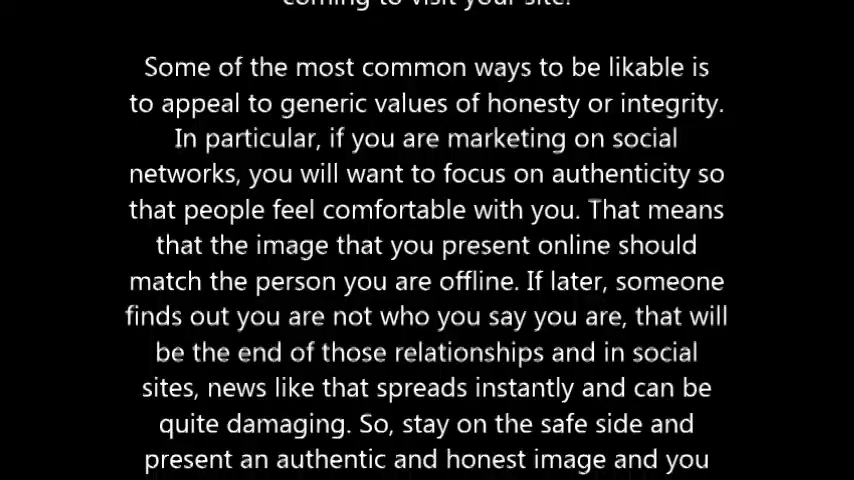 coming to visit your site!
Some of the most common ways to be likable is
to appeal to generic values of honesty or integrity.
In particular, if you are marketing on social
networks, you will want to focus on authenticity so
that people feel comfortable with you. That means
that the image that you present online should
match the person you are offline. If later, someone
finds out you are not who you say you are, that will
be the end of those relationships and in social
sites, news like that spreads instantly and can be
quite damaging. So, stay on the safe side and
present an authentic and honest image and you